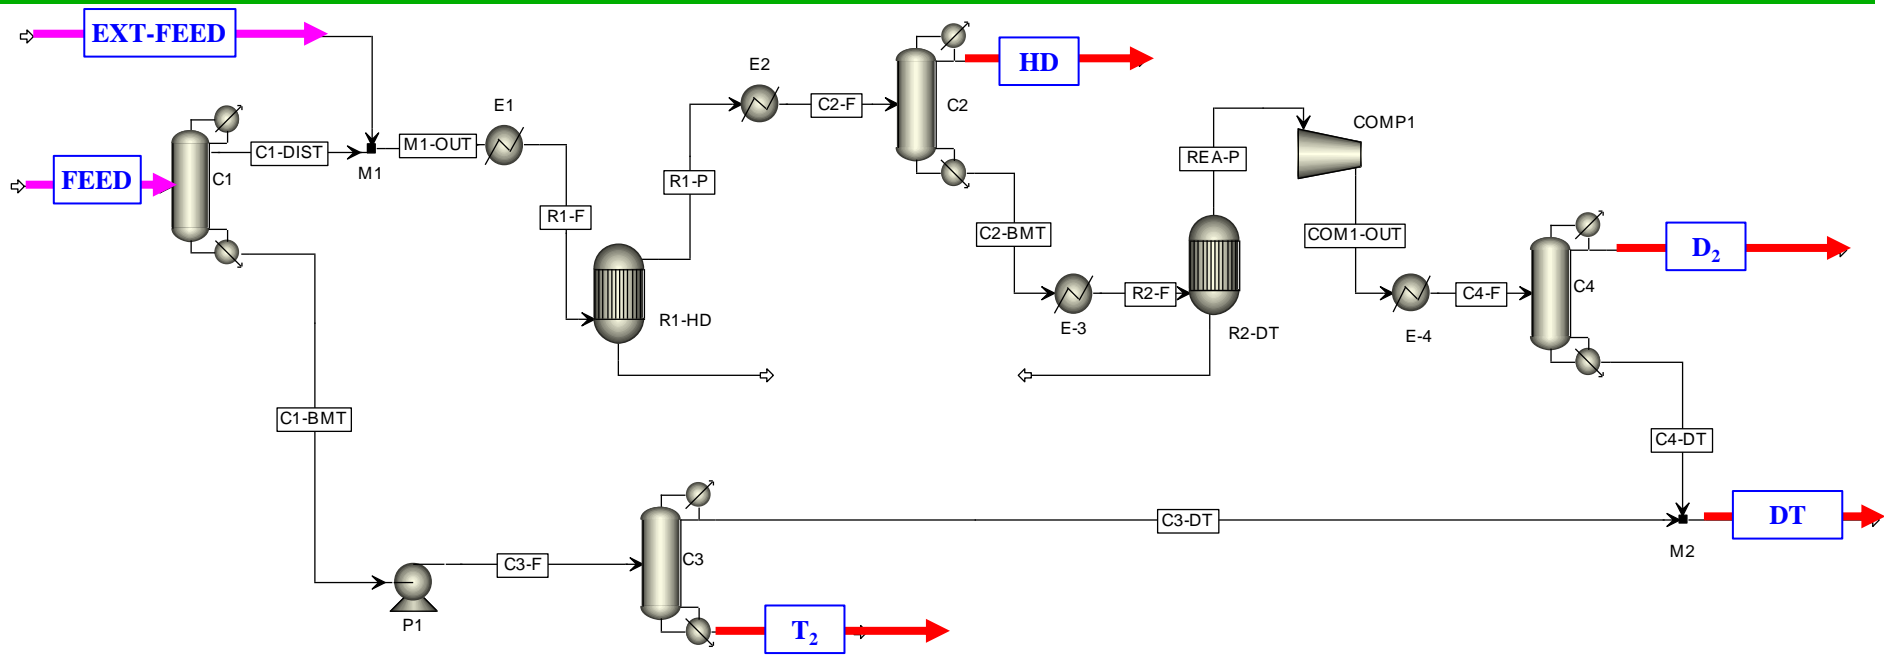 EXT-FEED
HD
E2
C2-F
C2
E1
COMP1
C1-DIST
M1-OUT
M1
REA-P
FEED
C1
R1-P
R1-F
C2-BMT
COM1-OUT
D2
R2-F
C4-F
C4
R1-HD
E-3
R2-DT
E-4
C1-BMT
C4-DT
C3-DT
DT
M2
C3-F
C3
P1
T2